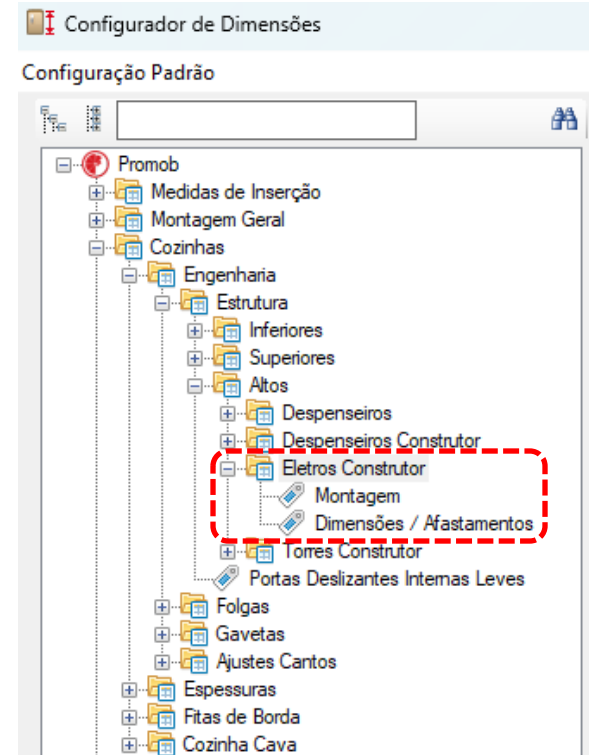 Configurador de Dimensões
Configuração Padrão
Promob
Medidas de Inserção
Montagem Geral
Cozinhas
Engenharia
Estrutura
Inferiores
Superiores
Altos
Despenseiros
Despenseiros Construtor
Eletros Construtor
Montagem
Dimensões / Afastamentos
Torres Construtor
Portas Deslizantes Internas Leves
Folgas
Gavetas
Ajustes Cantos
Espessuras
Fitas de Borda
Cozinha Cava